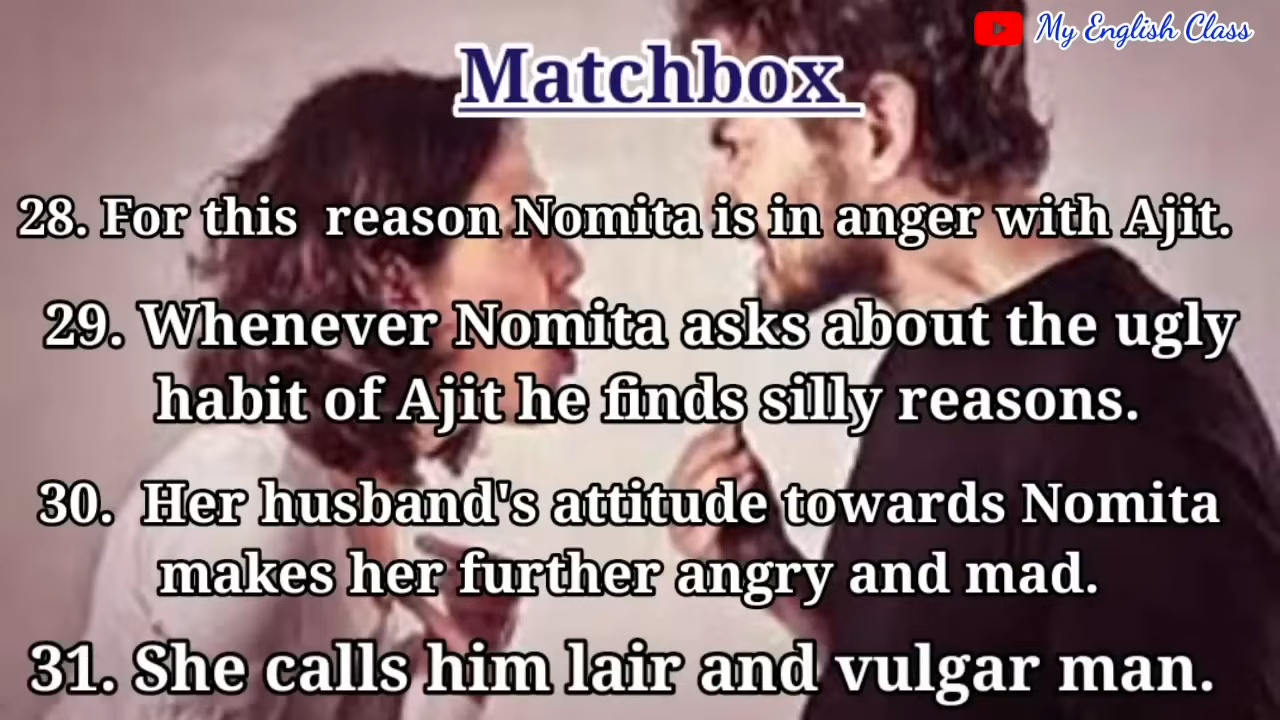 My English Class
Matchbox
28. For this reason Nomita is in anger with Ajit.
29. Whenever Nomita asks about the ugly
habit of Ajit he finds silly reasons.
30. Her husband's attitude towards Nomita
makes her further angry and mad.
31. She calls him lair and vulgar man.